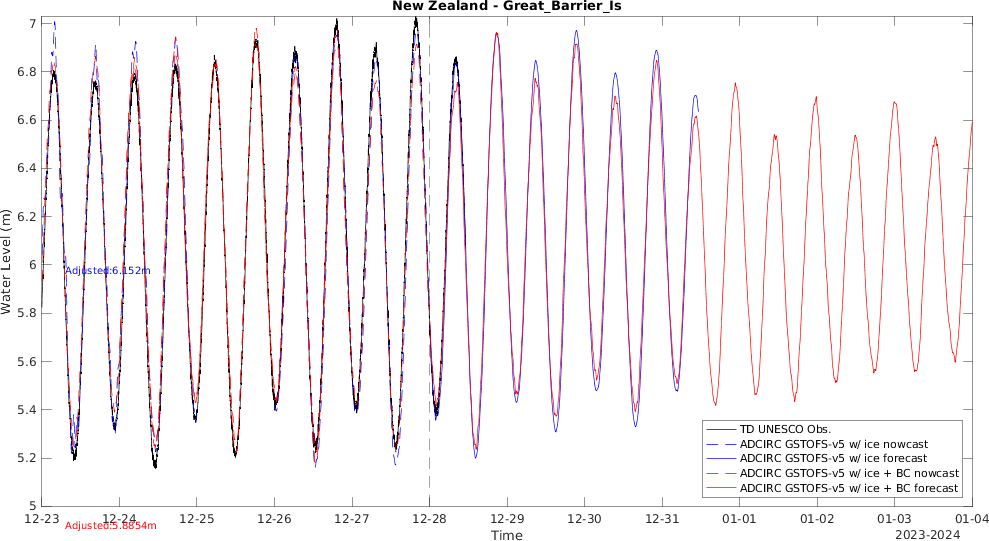 New Zealand - Great_Barrier_Is
7
6.8
6.6
6.4
6.2
6
5.8
5.6
5.4
5.2
5
Water Level (m)
Adjusted:6.152m
Adjusted:5.8854m
TD UNESCO Obs.
ADCIRC GSTOFS-v5 w/ ice nowcast
ADCIRC GSTOFS-v5 w/ ice forecast
ADCIRC GSTOFS-v5 w/ ice + BC nowcast
ADCIRC GSTOFS-v5 w/ ice + BC forecast
12-23 12-24 12-25 12-26 12-27 12-28 12-29 12-30 12-31 01-01 01-02 01-03 01-04
Time
2023-2024